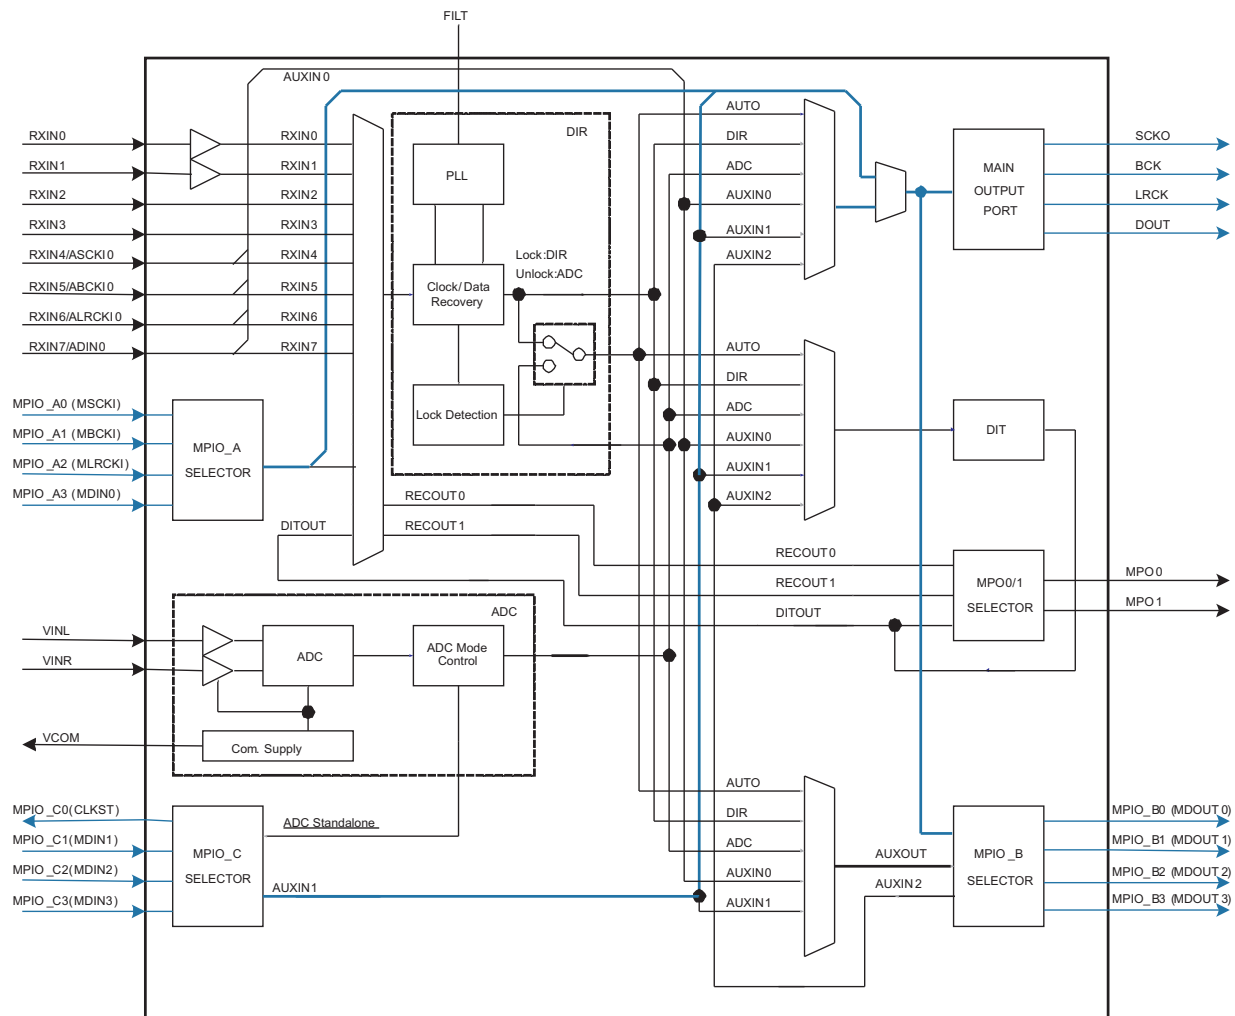 FILT
AUXIN0
RXIN0
RXIN1
RXIN2
RXIN3
RXIN4/ASCKI0
RXIN5/ABCKI0
RXIN6/ALRCKI0
RXIN7/ADIN0
RXIN0
RXIN1
RXIN2
RXIN3
RXIN4
RXIN5
RXIN6
RXIN7
DIR
PLL
Clock/Data
Recovery
Lock Detection
Lock:DIR
Unlock:ADC
AUTO
DIR
ADC
AUXIN0
AUXIN1
AUXIN2
MAIN
OUTPUT
PORT
SCKO
BCK
LRCK
DOUT
MPIO_A0 (MSCKI)
MPIO_A1 (MBCKI)
MPIO_A2 (MLRCKI)
MPIO_A3 (MDIN0)
MPIO_A
SELECTOR
AUTO
DIR
ADC
AUXIN0
AUXIN1
AUXIN2
DIT
RECOUT0
RECOUT1
DITOUT
RECOUT0
RECOUT1
DITOUT
MPO0/1
SELECTOR
MPO0
MPO1
ADC
VINL
VINR
VCOM
ADC
ADC Mode
Control
Com. Supply
MPIO_C0(CLKST)
MPIO_C1(MDIN1)
MPIO_C2(MDIN2)
MPIO_C3(MDIN3)
MPIO_C
SELECTOR
ADC Standalone
AUXIN1
AUTO
DIR
ADC
AUXIN0
AUXIN1
AUXOUT
AUXIN2
MPIO_B
SELECTOR
MPIO_B0 (MDOUT0)
MPIO_B1 (MDOUT1)
MPIO_B2 (MDOUT2)
MPIO_B3 (MDOUT3)